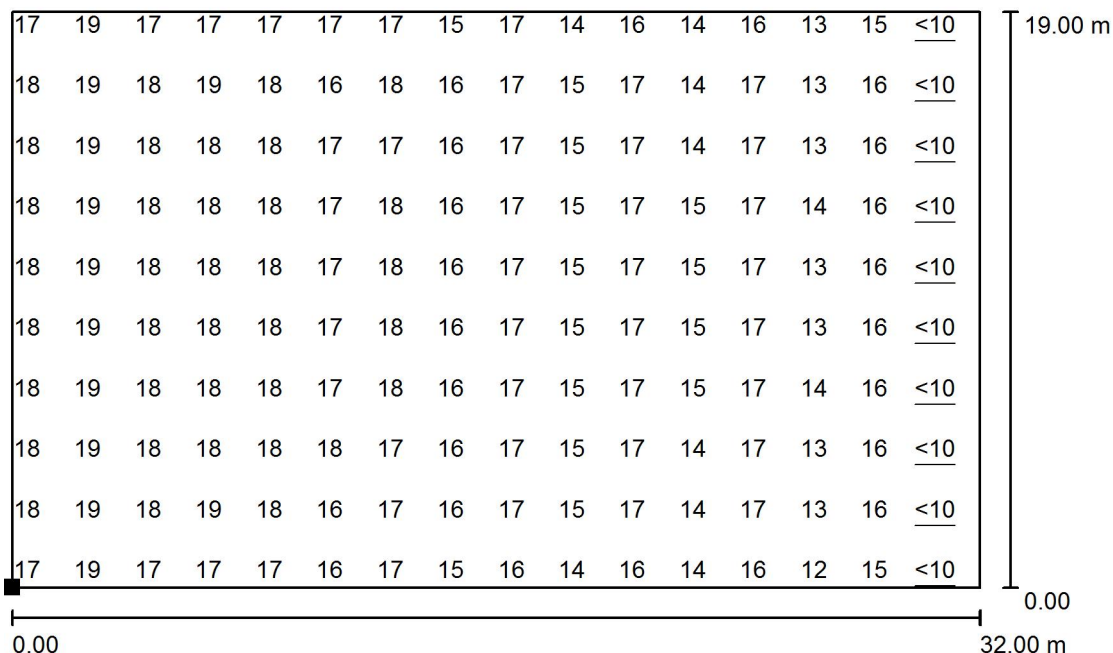 17 19 17 17 17 17 17 15 17 14 16 14 16 13 15 <10 19.00 m
18 19 18 19 18 16 18 16 17 15 17 14 17 13 16 <10
18 19 18 18 18 17 17 16 17 15 17 14 17 13 16 <10
18 19 18 18 18 17 18 16 17 15 17 15 17 14 16 <10
18 19 18 18 18 17 18 16 17 15 17 15 17 13 16 <10
18 19 18 18 18 17 18 16 17 15 17 15 17 13 16 <10
18 19 18 18 18 17 18 16 17 15 17 15 17 14 16 <10
18 19 18 18 18 18 17 16 17 15 17 14 17 13 16 <10
18 19 18 19 18 16 17 16 17 15 17 14 17 13 16 <10
17 19 17 17 17 16 17 15 16 14 16 14 16 12 15 <10
0.00
0.00 32.00 m